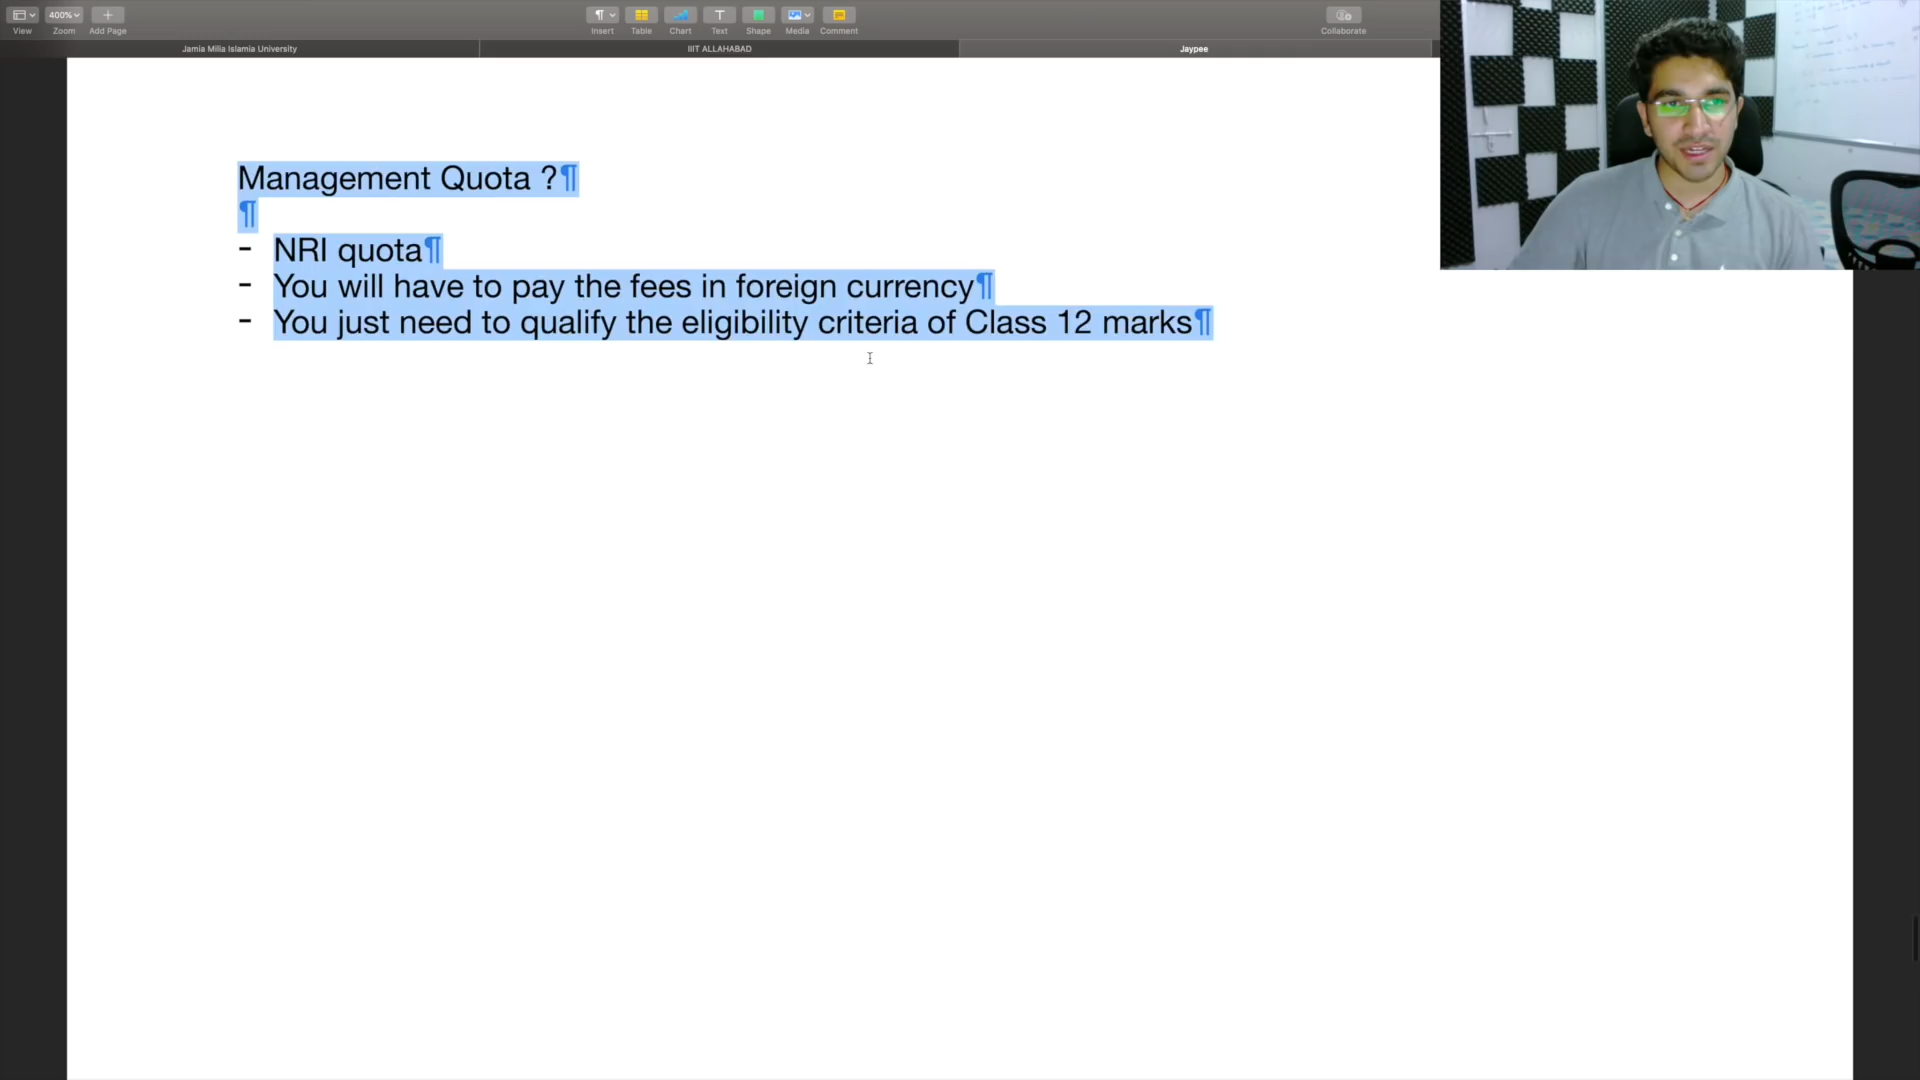 400%
View
Zoom
Add Page
Insert
Table
Chart
Text
Shape
Media
Comment
Collaborate
Jamia Milia Islamia University
IIIT ALLAHABAD
Jaypee
Management Quota ?¶
¶
- NRI quota¶
- You will have to pay the fees in foreign currency¶
- You just need to qualify the eligibility criteria of Class 12 marks¶